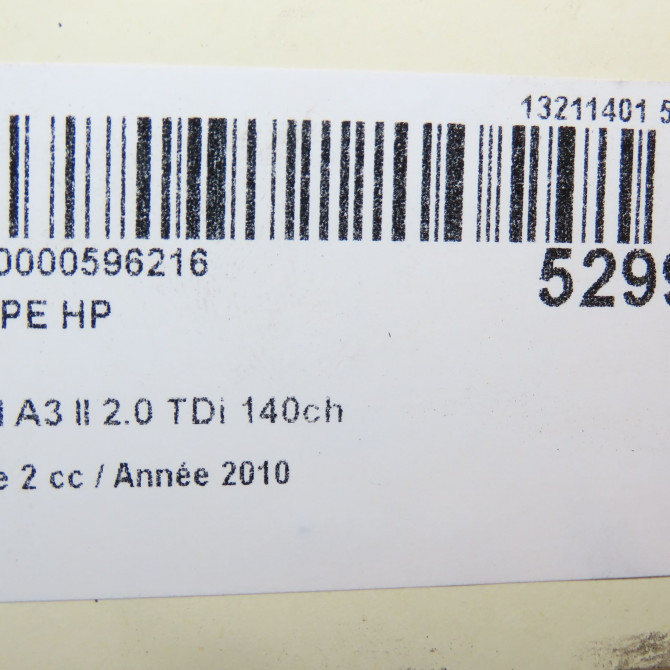 13211401 5
0000596216
5299
PE HP
A3 II 2.0 TDi 140ch
e 2 cc / Année 2010